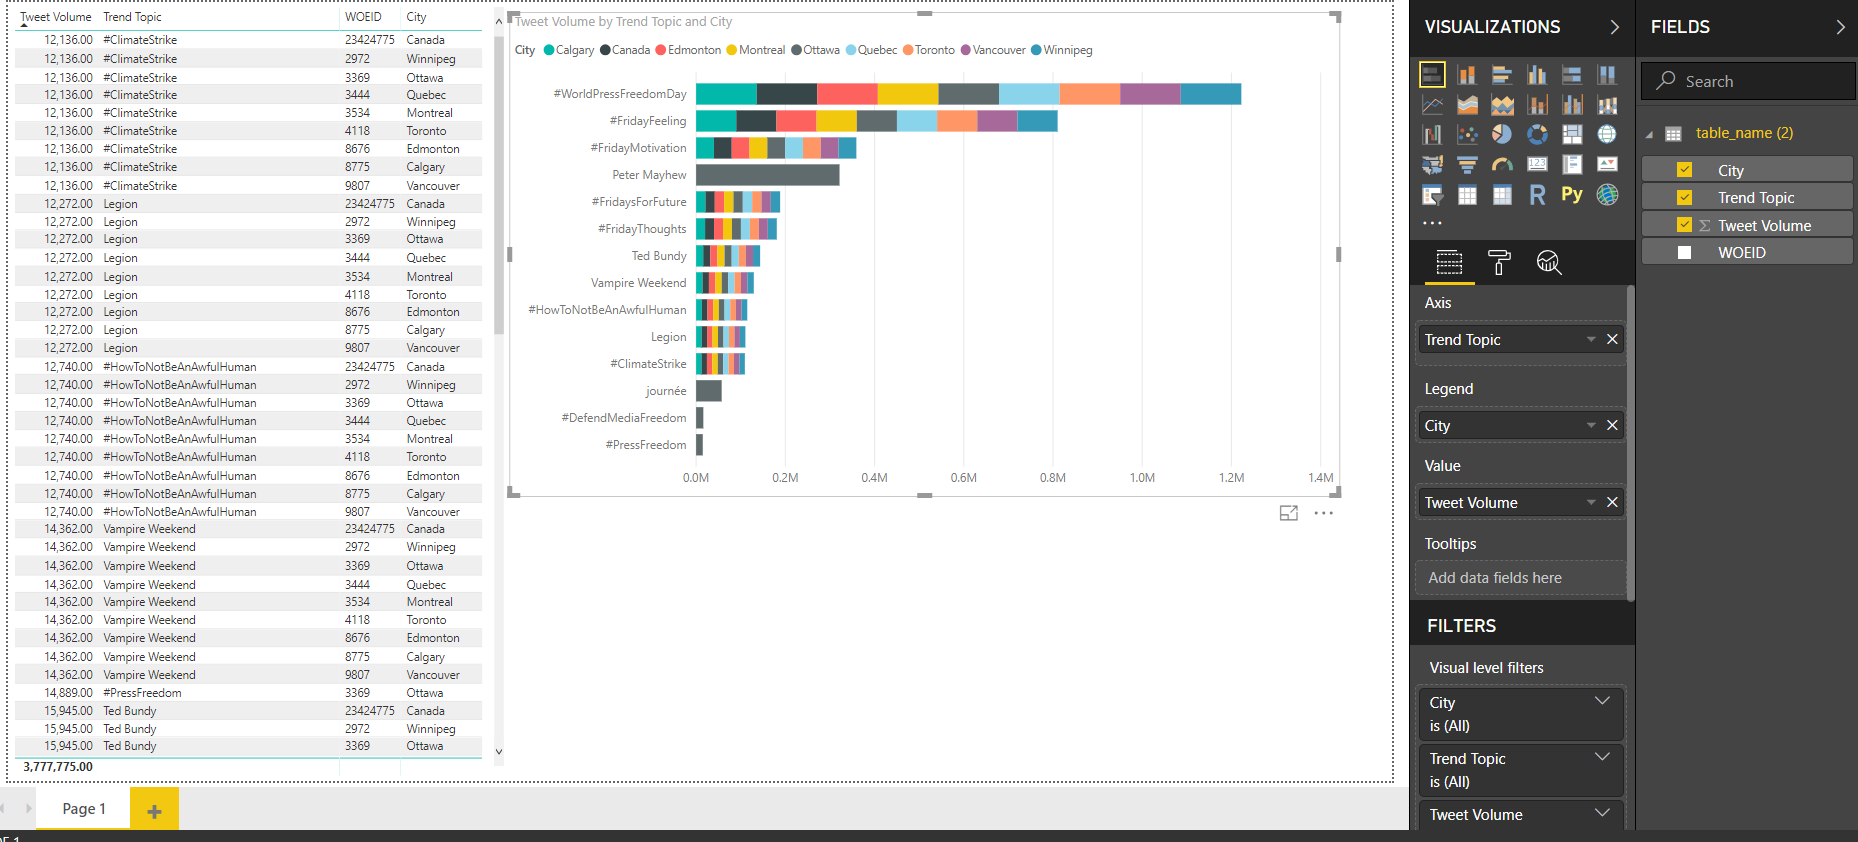 Tweet Volume Trend Topic WOEID City
12,136.00 #ClimateStrike 23424775 Canada
12,136.00 #ClimateStrike 2972 Winnipeg
12,136.00 #ClimateStrike 3369 Ottawa
12,136.00 #ClimateStrike 3444 Quebec
12,136.00 #ClimateStrike 3534 Montreal
12,136.00 #ClimateStrike 4118 Toronto
12,136.00 #ClimateStrike 8676 Edmonton
12,136.00 #ClimateStrike 8775 Calgary
12,136.00 #ClimateStrike 9807 Vancouver
12,272.00 Legion 23424775 Canada
12,272.00 Legion 2972 Winnipeg
12,272.00 Legion 3369 Ottawa
12,272.00 Legion 3444 Quebec
12,272.00 Legion 3534 Montreal
12,272.00 Legion 4118 Toronto
12,272.00 Legion 8676 Edmonton
12,272.00 Legion 8775 Calgary
12,272.00 Legion 9807 Vancouver
12,740.00 #HowToNotBeAnAwfulHuman 23424775 Canada
12,740.00 #HowToNotBeAnAwfulHuman 2972 Winnipeg
12,740.00 #HowToNotBeAnAwfulHuman 3369 Ottawa
12,740.00 #HowToNotBeAnAwfulHuman 3444 Quebec
12,740.00 #HowToNotBeAnAwfulHuman 3534 Montreal
12,740.00 #HowToNotBeAnAwfulHuman 4118 Toronto
12,740.00 #HowToNotBeAnAwfulHuman 8676 Edmonton
12,740.00 #HowToNotBeAnAwfulHuman 8775 Calgary
12,740.00 #HowToNotBeAnAwfulHuman 9807 Vancouver
14,362.00 Vampire Weekend 23424775 Canada
14,362.00 Vampire Weekend 2972 Winnipeg
14,362.00 Vampire Weekend 3369 Ottawa
14,362.00 Vampire Weekend 3444 Quebec
14,362.00 Vampire Weekend 3534 Montreal
14,362.00 Vampire Weekend 4118 Toronto
14,362.00 Vampire Weekend 8676 Edmonton
14,362.00 Vampire Weekend 8775 Calgary
14,362.00 Vampire Weekend 9807 Vancouver
14,889.00 #PressFreedom 3369 Ottawa
15,945.00 Ted Bundy 23424775 Canada
15,945.00 Ted Bundy 2972 Winnipeg
15,945.00 Ted Bundy 3369 Ottawa
3,777,775.00
Page 1
Tweet Volume by Trend Topic and City
City Calgary Canada Edmonton Montreal Ottawa Quebec Toronto Vancouver Winnipeg
#WorldPressFreedomDay
#FridayFeeling
#FridayMotivation
Peter Mayhew
#FridaysForFuture
#FridayThoughts
Ted Bundy
Vampire Weekend
#HowToNotBeAnAwfulHuman
Legion
#ClimateStrike
journée
#DefendMediaFreedom
#PressFreedom
0.0M 0.2M 0.4M 0.6M 0.8M 1.0M 1.2M 1.4M
VISUALIZATIONS
123
R Py
Axis
Trend Topic
Legend
City
Value
Tweet Volume
Tooltips
Add data fields here
FILTERS
Visual level filters
City
is (All)
Trend Topic
is (All)
Tweet Volume
FIELDS
Search
table_name (2)
City
Trend Topic
Σ Tweet Volume
WOEID